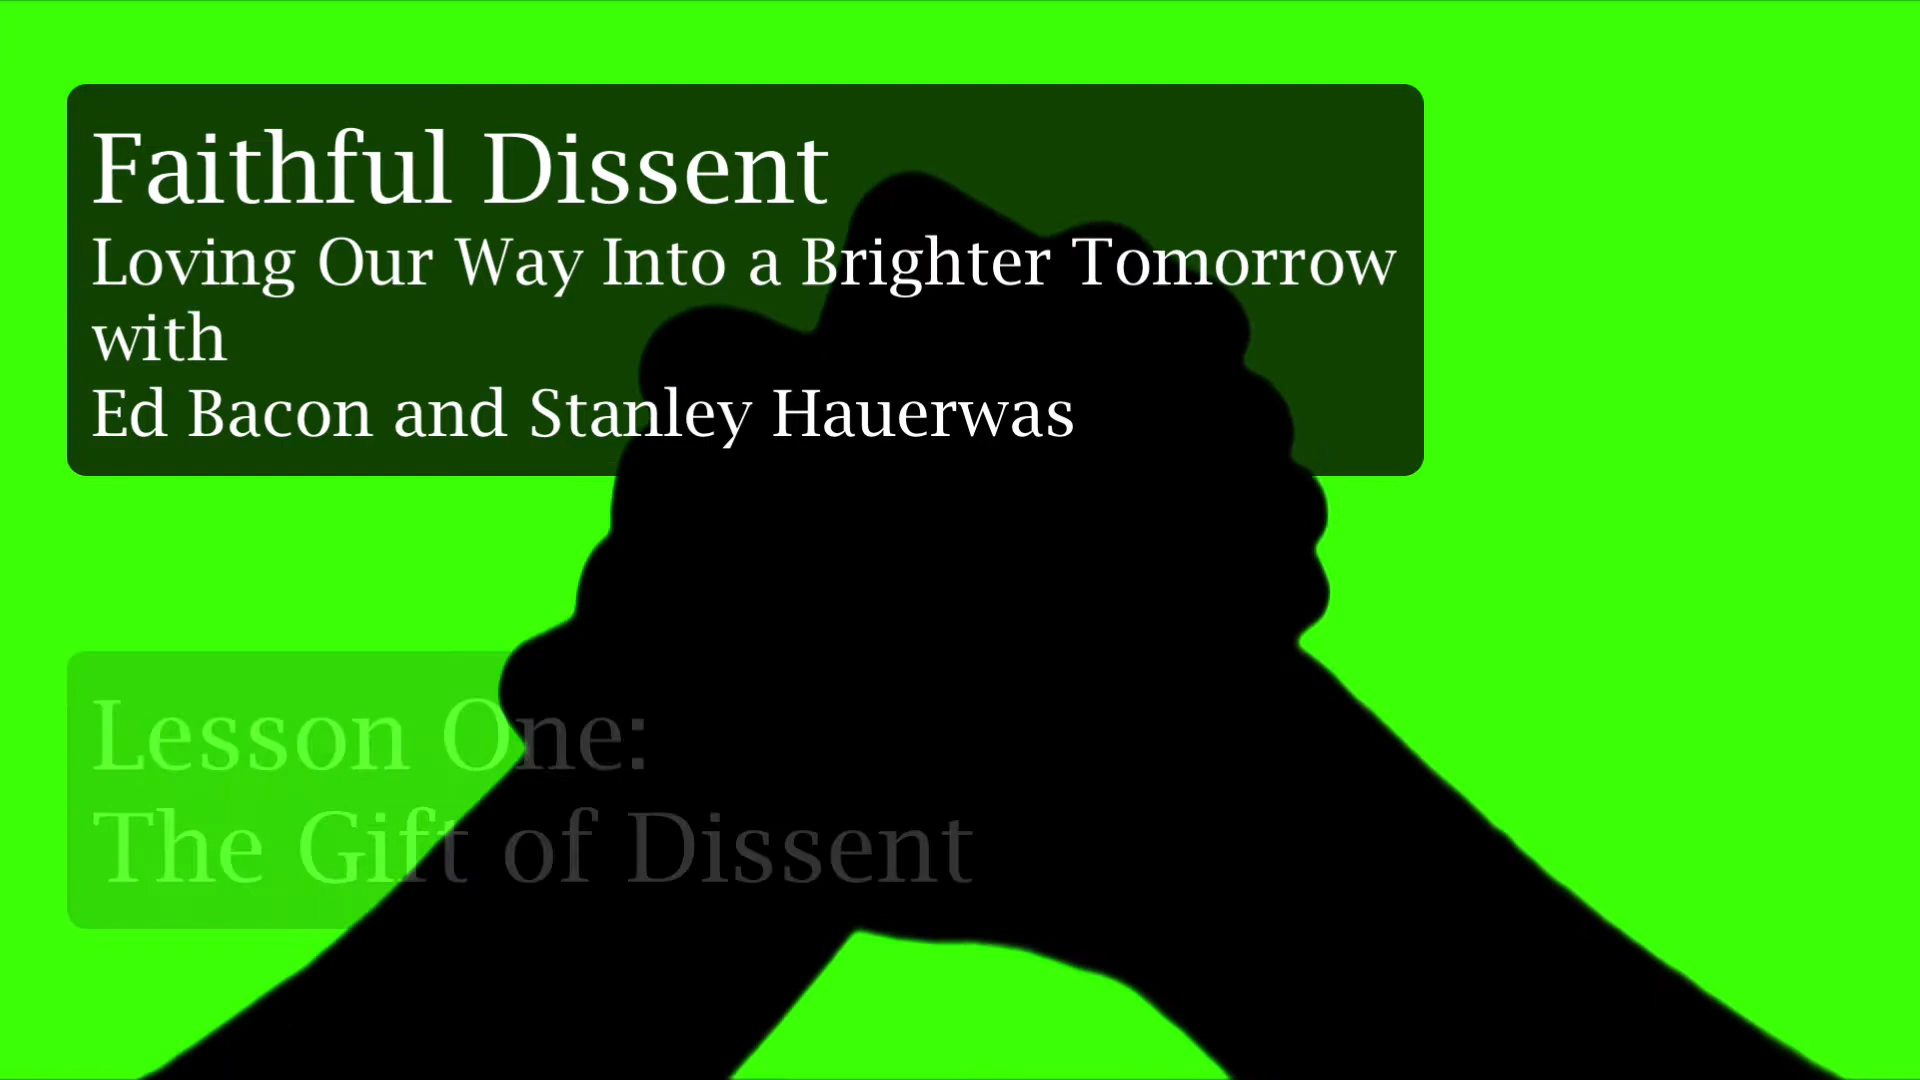 Faithful Dissent
Loving Our Way Into a Brighter Tomorrow
with
Ed Bacon and Stanley Hauerwas
Lesson One:
The Gift of Dissent